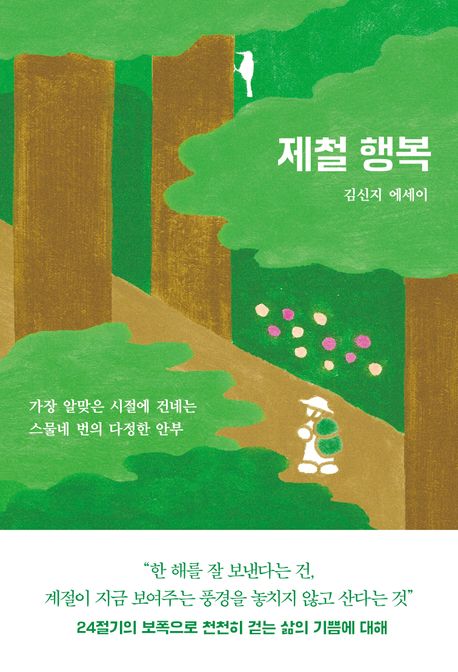 제철 행복
김신지 에세이
가장 알맞은 시절에 건네는
스물네 번의 다정한 안부
“한 해를 잘 보낸다는 건,
계절이 지금 보여주는 풍경을 놓치지 않고 산다는 것”
24절기의 보폭으로 천천히 걷는 삶의 기쁨에 대해